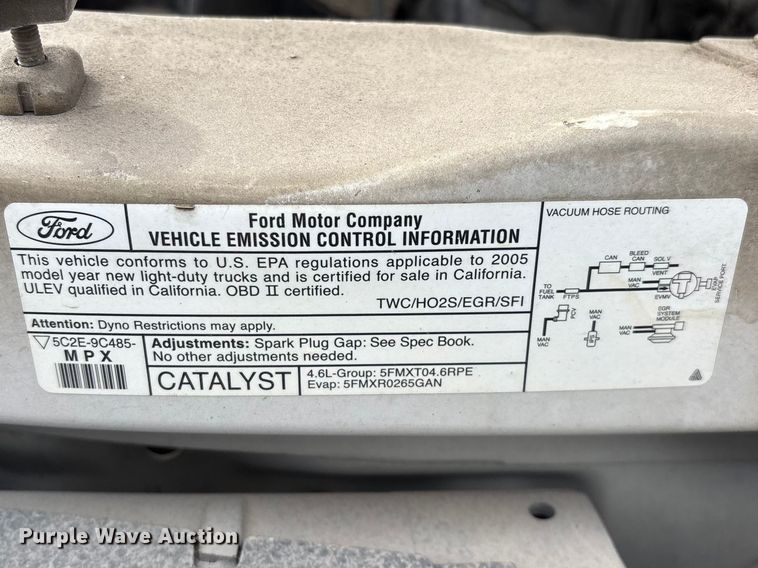 Ford
Ford Motor Company
VEHICLE EMISSION CONTROL INFORMATION
This vehicle conforms to U.S. EPA regulations applicable to 2005
model year new light-duty trucks and is certified for sale in California.
ULEV qualified in California. OBD II certified.
TWC/HO2S/EGR/SFI
Attention: Dyno Restrictions may apply.
5C2E-9C485-
MPX
Adjustments: Spark Plug Gap: See Spec Book.
No other adjustments needed.
CATALYST
4.6L-Group: 5FMXT04.6RPE
Evap: 5FMXR0265GAN
VACUUM HOSE ROUTING
CAN
BLEED
CAN
SOL V
VENT
TO
FUEL
TANK
FTPS
MAN
VAC
EVMV
EVAP
SERVICE PORT
MAN
VAC
PCV
MAN
VAC
MAN
VAC
EGR
SYSTEM
MODULE
Purple Wave Auction